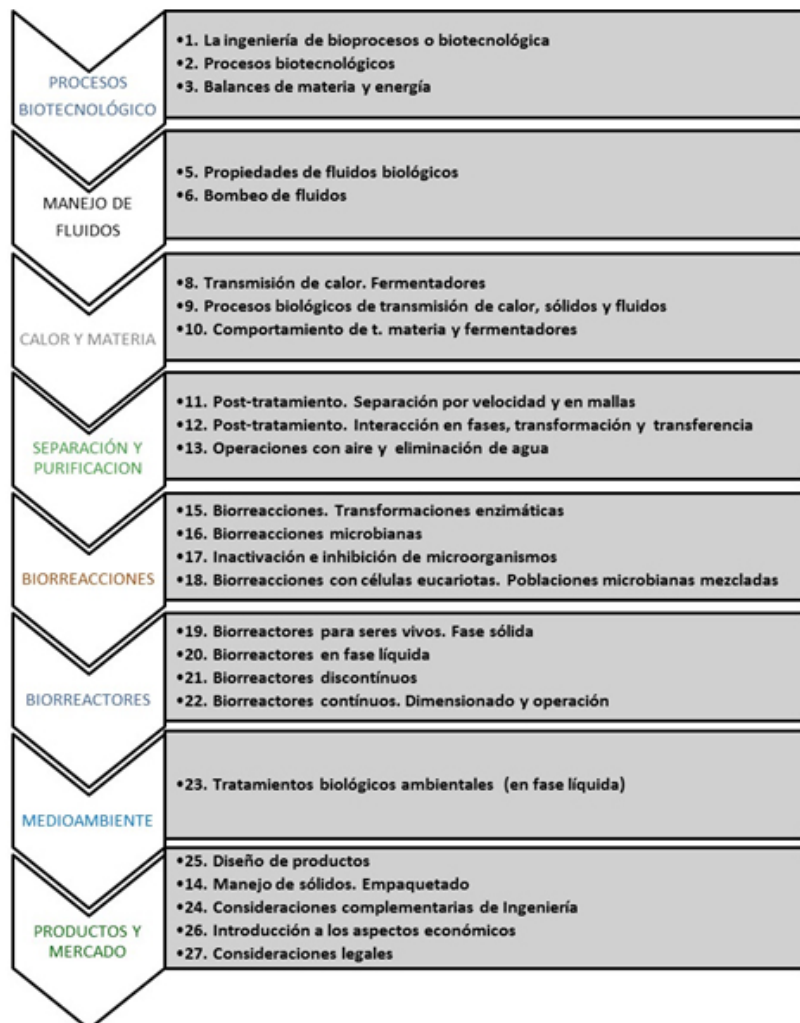 PROCESOS
BIOTECNOLÓGICO
•1. La ingeniería de bioprocesos o biotecnológica
•2. Procesos biotecnológicos
•3. Balances de materia y energía
MANEJO DE
FLUIDOS
•5. Propiedades de fluidos biológicos
•6. Bombeo de fluidos
CALOR Y MATERIA
•8. Transmisión de calor. Fermentadores
•9. Procesos biológicos de transmisión de calor, sólidos y fluidos
•10. Comportamiento de t. materia y fermentadores
SEPARACIÓN Y
PURIFICACION
•11. Post-tratamiento. Separación por velocidad y en mallas
•12. Post-tratamiento. Interacción en fases, transformación y transferencia
•13. Operaciones con aire y eliminación de agua
BIORREACCIONES
•15. Biorreacciones. Transformaciones enzimáticas
•16. Biorreacciones microbianas
•17. Inactivación e inhibición de microorganismos
•18. Biorreacciones con células eucariotas. Poblaciones microbianas mezcladas
BIORREACTORES
•19. Biorreactores para seres vivos. Fase sólida
•20. Biorreactores en fase líquida
•21. Biorreactores discontínuos
•22. Biorreactores contínuos. Dimensionado y operación
MEDIOAMBIENTE
•23. Tratamientos biológicos ambientales (en fase líquida)
PRODUCTOS Y
MERCADO
•25. Diseño de productos
•14. Manejo de sólidos. Empaquetado
•24. Consideraciones complementarias de Ingeniería
•26. Introducción a los aspectos económicos
•27. Consideraciones legales